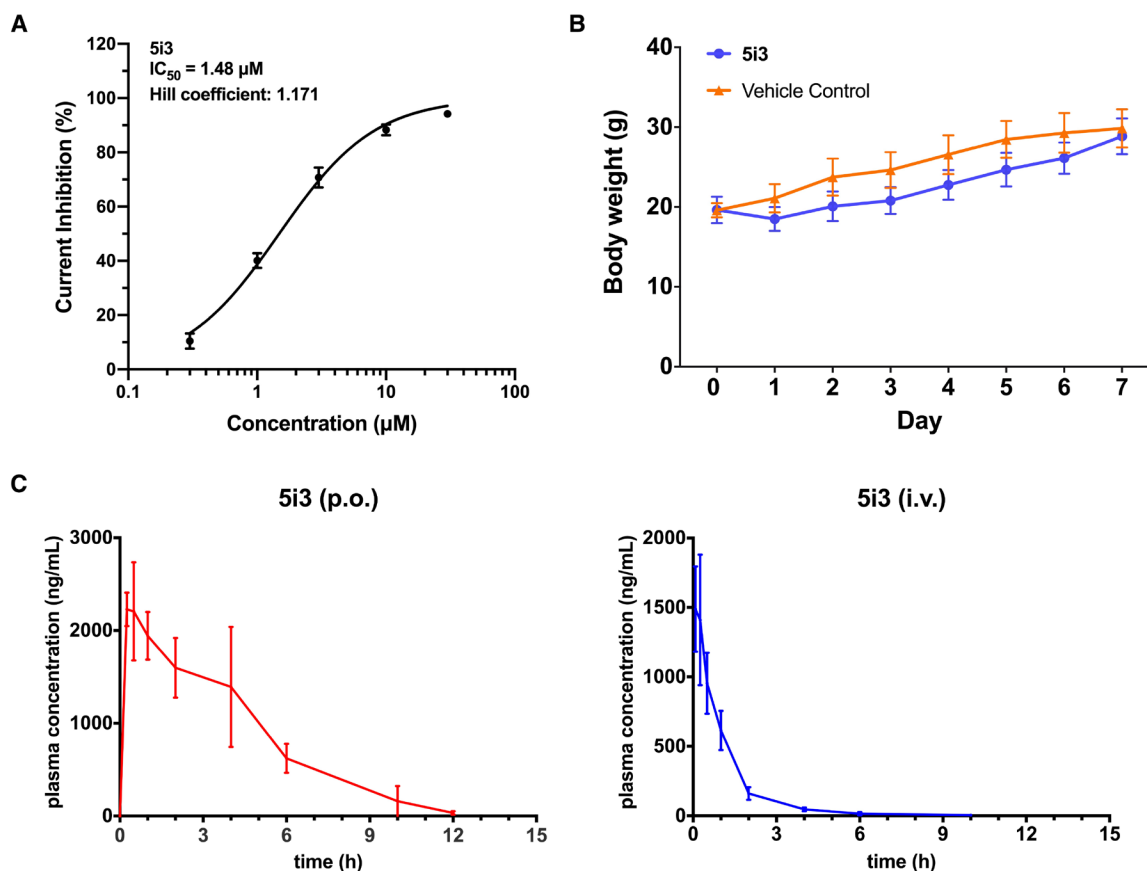 A
5i3
IC50 = 1.48 µM
Hill coefficient: 1.171
120
100
80
60
40
20
0
0.1 1 10 100
Current Inhibition (%)
Concentration (µM)
B
5i3
Vehicle Control
40
30
20
10
0
0 1 2 3 4 5 6 7
Body weight (g)
Day
C
5i3 (p.o.)
3000
2000
1000
0
0 3 6 9 12 15
plasma concentration (ng/mL)
time (h)
5i3 (i.v.)
2000
1500
1000
500
0
0 3 6 9 12 15
plasma concentration (ng/mL)
time (h)